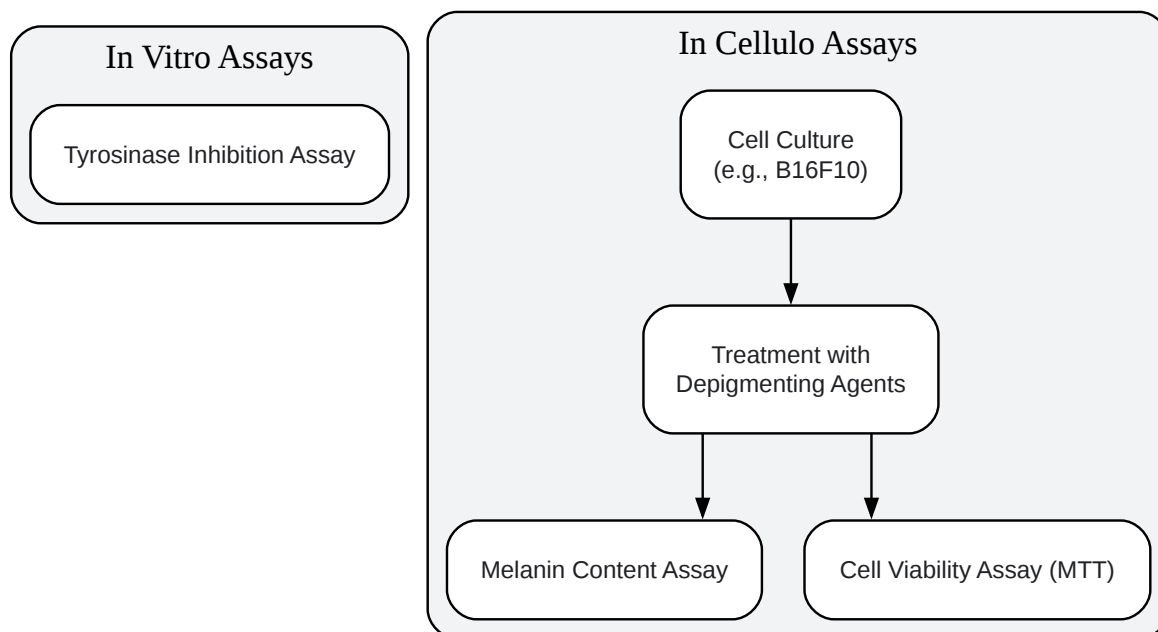 In Vitro Assays
Tyrosinase Inhibition Assay
In Cellulo Assays
Cell Culture
(e.g., B16F10)
Treatment with
Depigmenting Agents
Melanin Content Assay
Cell Viability Assay (MTT)